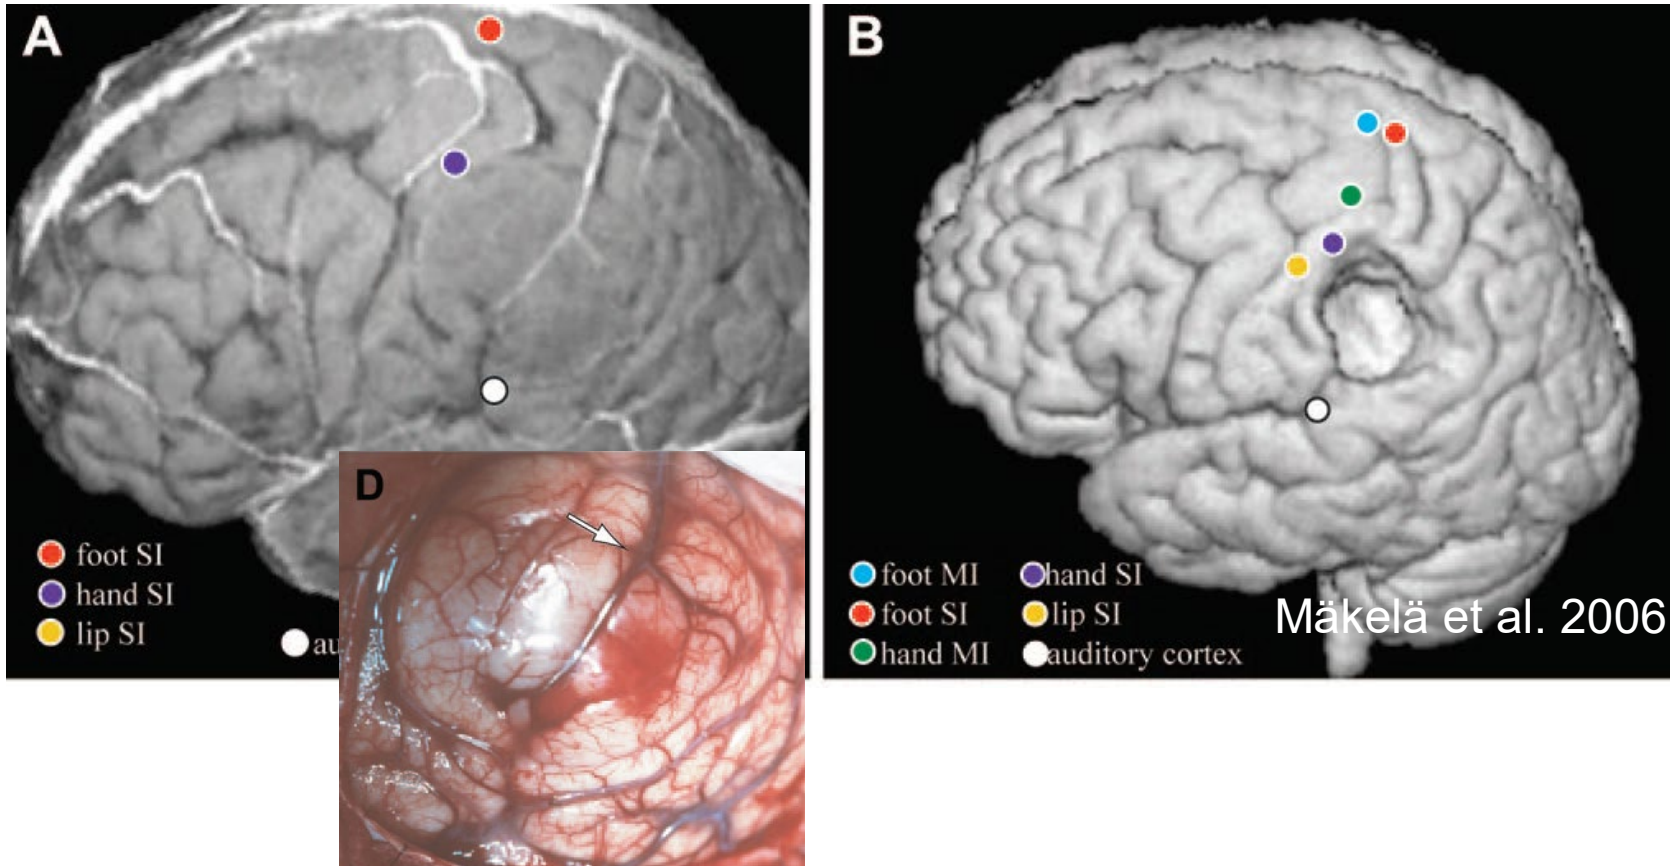 A
foot SI
hand SI
lip SI
au
D
B
foot MI
foot SI
hand MI
hand SI
lip SI
auditory cortex
Mäkelä et al. 2006